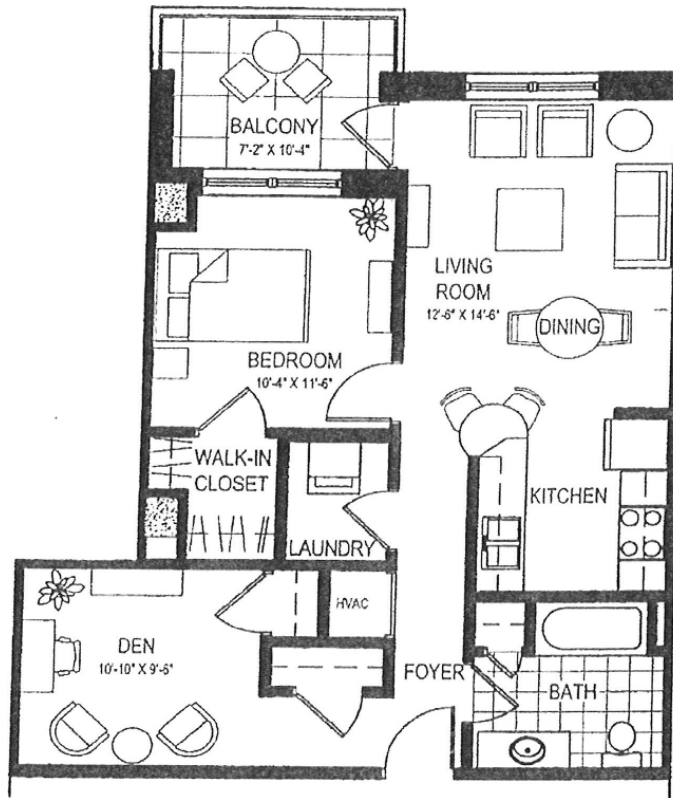 BALCONY
7'-2" X 10'-4"
LIVING
ROOM
12'-6" X 14'-6"
DINING
BEDROOM
10'-4" X 11'-6"
WALK-IN
CLOSET
KITCHEN
LAUNDRY
HVAC
DEN
10'-10" X 9'-6"
FOYER
BATH